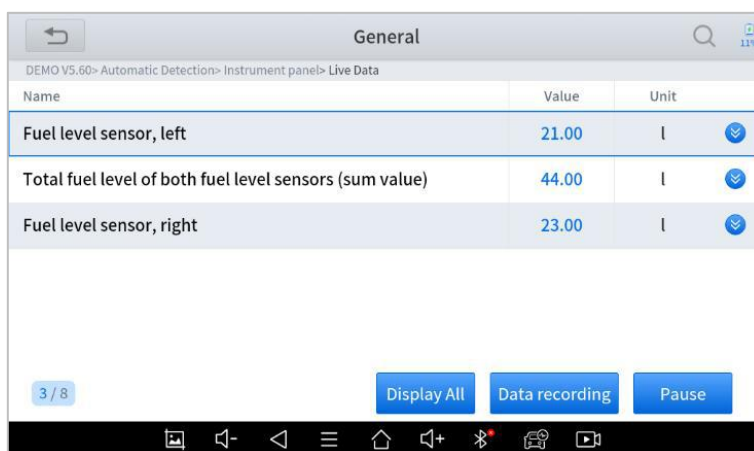 General
11%
DEMO V5.60> Automatic Detection> Instrument panel> Live Data
Name Value Unit
Fuel level sensor, left 21.00 l
Total fuel level of both fuel level sensors (sum value) 44.00 l
Fuel level sensor, right 23.00 l
3 / 8 Display All Data recording Pause